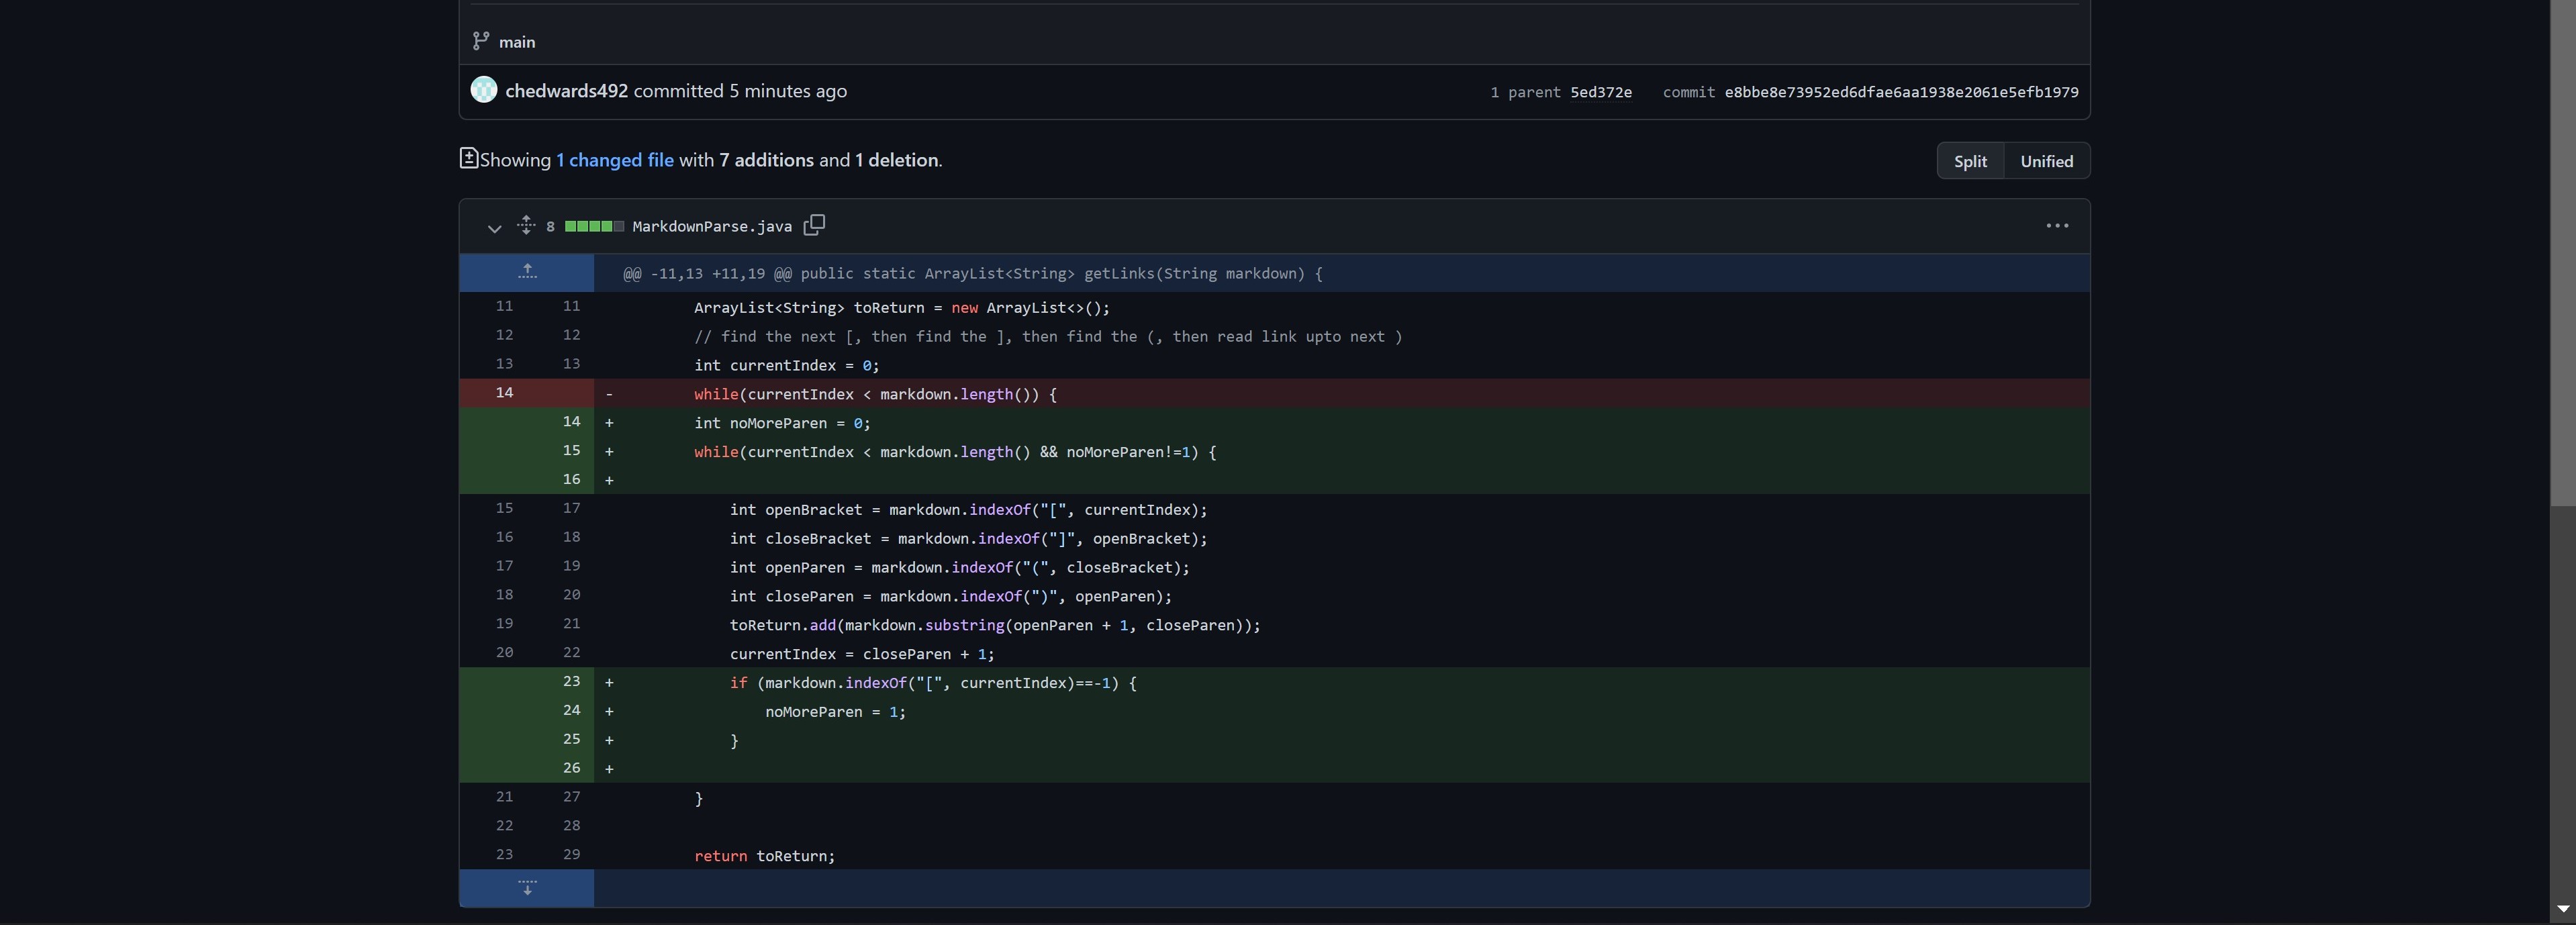 main
chedwards492 committed 5 minutes ago 1 parent 5ed372e commit e8bbe8e73952ed6dfae6aa1938e2061e5efb1979
Showing 1 changed file with 7 additions and 1 deletion. Split Unified
8 MarkdownParse.java
@@ -11,13 +11,19 @@ public static ArrayList<String> getLinks(String markdown) {
11 11 ArrayList<String> toReturn = new ArrayList<>();
12 12 // find the next [, then find the ], then find the (, then read link upto next )
13 13 int currentIndex = 0;
14 - while(currentIndex < markdown.length()) {
14 + int noMoreParen = 0;
15 + while(currentIndex < markdown.length() && noMoreParen!=1) {
16 +
15 17 int openBracket = markdown.indexOf("[", currentIndex);
16 18 int closeBracket = markdown.indexOf("]", openBracket);
17 19 int openParen = markdown.indexOf("(", closeBracket);
18 20 int closeParen = markdown.indexOf(")", openParen);
19 21 toReturn.add(markdown.substring(openParen + 1, closeParen));
20 22 currentIndex = closeParen + 1;
23 + if (markdown.indexOf("[", currentIndex)==-1) {
24 + noMoreParen = 1;
25 + }
26 +
21 27 }
22 28
23 29 return toReturn;